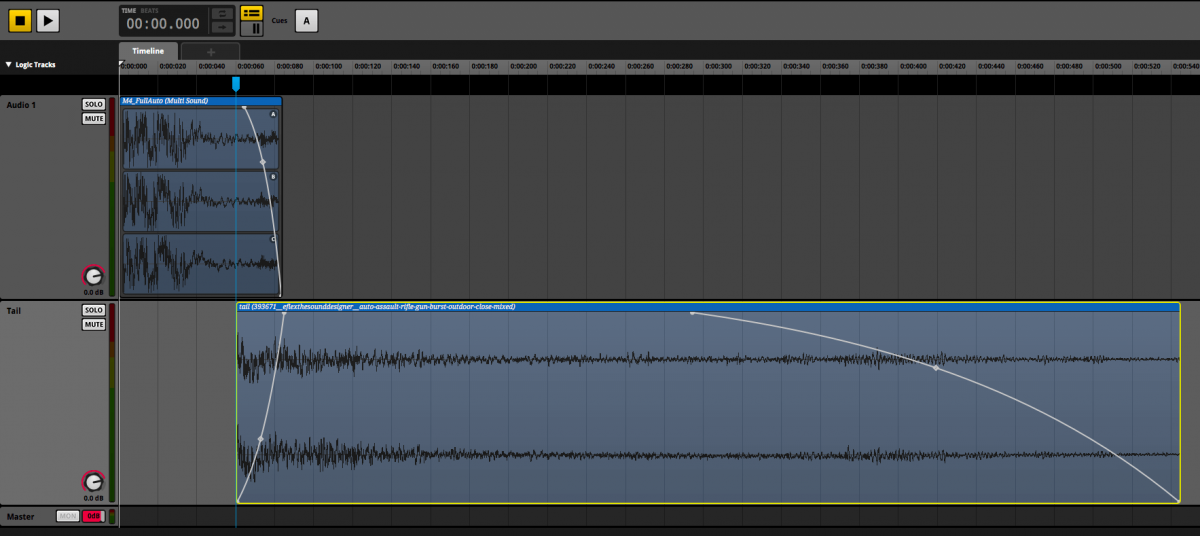 TIME BEATS
00:00.000
Cues
A
Timeline
+
Logic Tracks
0:00:000 0:00:020 0:00:040 0:00:060 0:00:080 0:00:100 0:00:120 0:00:140 0:00:160 0:00:180 0:00:200 0:00:220 0:00:240 0:00:260 0:00:280 0:00:300 0:00:320 0:00:340 0:00:360 0:00:380 0:00:400 0:00:420 0:00:440 0:00:460 0:00:480 0:00:500 0:00:520 0:00:540
Audio 1
SOLO
MUTE
M4_FullAuto (Multi Sound)
A
B
C
0.0 dB
Tail
SOLO
MUTE
tail (393671__eflexthesounddesigner__auto-assault-rifle-gun-burst-outdoor-close-mixed)
0.0 dB
Master
MON
0dB